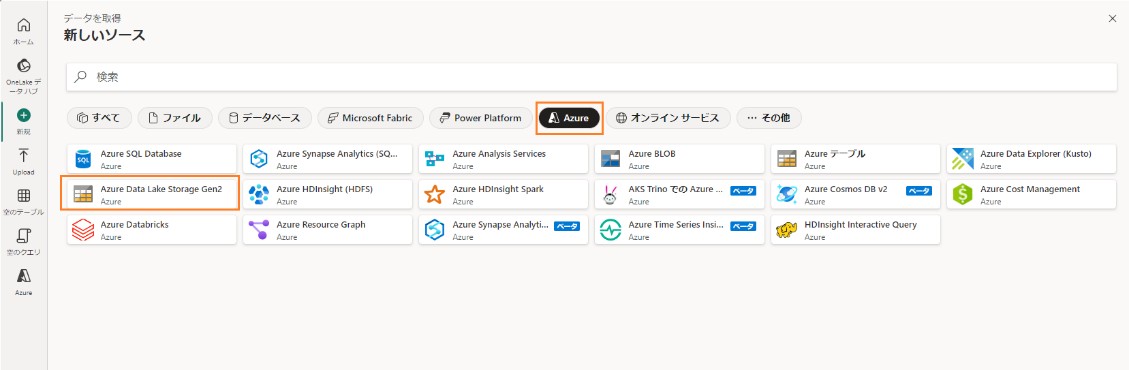 データを取得
新しいソース
ホーム
OneLake デ
ータ ハブ
新規
Upload
空のテーブル
空のクエリ
Azure
検索
すべて
ファイル
データベース
Microsoft Fabric
Power Platform
Azure
オンライン サービス
その他
Azure SQL Database
Azure
Azure Synapse Analytics (SQ...
Azure
Azure Analysis Services
Azure
Azure BLOB
Azure
Azure テーブル
Azure
Azure Data Explorer (Kusto)
Azure
Azure Data Lake Storage Gen2
Azure
Azure HDInsight (HDFS)
Azure
Azure HDInsight Spark
Azure
AKS Trino での Azure ...
ベータ
Azure
Azure Cosmos DB v2
ベータ
Azure
Azure Cost Management
Azure
Azure Databricks
Azure
Azure Resource Graph
Azure
Azure Synapse Analyti...
ベータ
Azure
Azure Time Series Insi...
ベータ
Azure
HDInsight Interactive Query
Azure